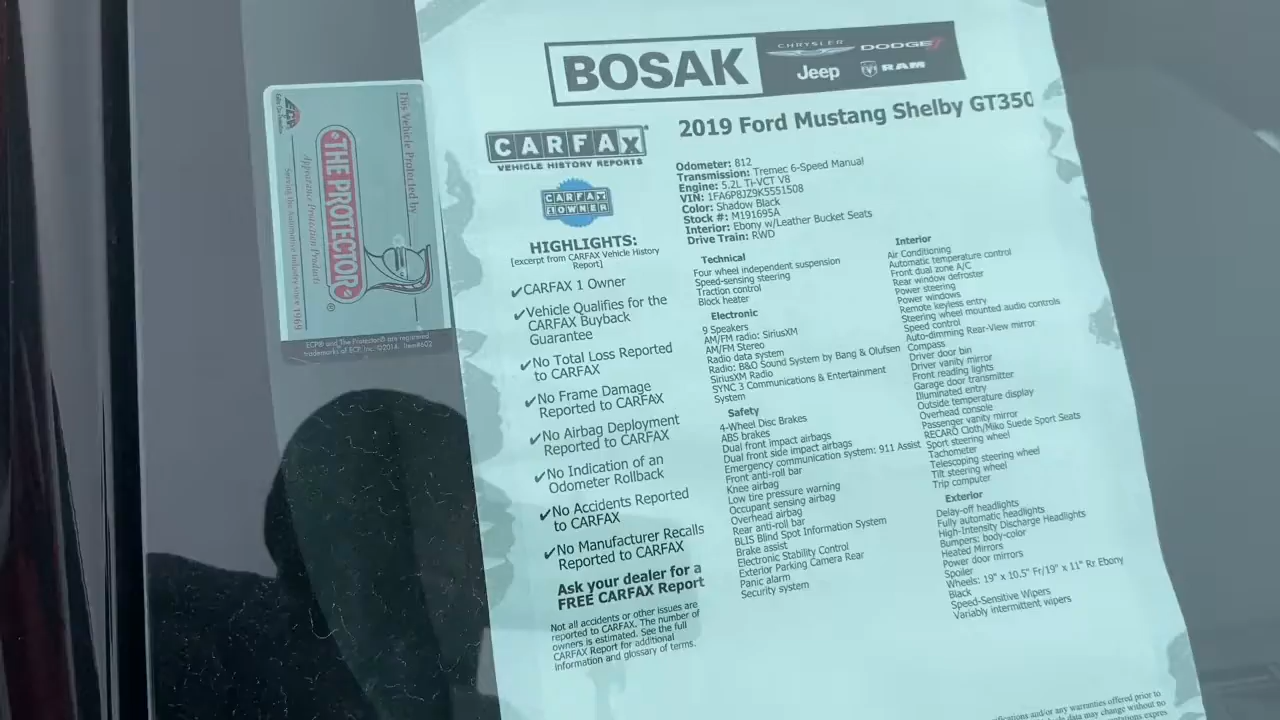 BOSAK
CHRYSLER
DODGE
Jeep
RAM
ECP
This Vehicle Protected by
THE PROTECTOR®
Appearance Protection Products
Serving the Automotive Industry since 1969
ECP® and The Protector® are registered
trademarks of ECP, Inc. ©2014. Item#602
CARFAX
VEHICLE HISTORY REPORTS
CARFAX
1 OWNER
HIGHLIGHTS:
[excerpt from CARFAX Vehicle History
Report]
✓CARFAX 1 Owner
✓Vehicle Qualifies for the
CARFAX Buyback
Guarantee
✓No Total Loss Reported
to CARFAX
✓No Frame Damage
Reported to CARFAX
✓No Airbag Deployment
Reported to CARFAX
✓No Indication of an
Odometer Rollback
✓No Accidents Reported
to CARFAX
✓No Manufacturer Recalls
Reported to CARFAX
Ask your dealer for a
FREE CARFAX Report
Not all accidents or other issues are
reported to CARFAX. The number of
owners is estimated. See the full
CARFAX Report for additional
information and glossary of terms.
2019 Ford Mustang Shelby GT350
Odometer: 812
Transmission: Tremec 6-Speed Manual
Engine: 5.2L Ti-VCT V8
VIN: 1FA6P8JZ9K5551508
Color: Shadow Black
Stock #: M191695A
Interior: Ebony w/Leather Bucket Seats
Drive Train: RWD
Technical
Four wheel independent suspension
Speed-sensing steering
Traction control
Block heater
Electronic
9 Speakers
AM/FM radio: SiriusXM
AM/FM Stereo
Radio data system
Radio: B&O Sound System by Bang & Olufsen
SiriusXM Radio
SYNC 3 Communications & Entertainment
System
Safety
4-Wheel Disc Brakes
ABS brakes
Dual front impact airbags
Dual front side impact airbags
Emergency communication system: 911 Assist
Front anti-roll bar
Knee airbag
Low tire pressure warning
Occupant sensing airbag
Overhead airbag
Rear anti-roll bar
BLIS Blind Spot Information System
Brake assist
Electronic Stability Control
Exterior Parking Camera Rear
Panic alarm
Security system
Interior
Air Conditioning
Automatic temperature control
Front dual zone A/C
Rear window defroster
Power steering
Power windows
Remote keyless entry
Steering wheel mounted audio controls
Speed control
Auto-dimming Rear-View mirror
Compass
Driver door bin
Driver vanity mirror
Front reading lights
Garage door transmitter
Illuminated entry
Outside temperature display
Overhead console
Passenger vanity mirror
RECARO Cloth/Miko Suede Sport Seats
Sport steering wheel
Tachometer
Telescoping steering wheel
Tilt steering wheel
Trip computer
Exterior
Delay-off headlights
Fully automatic headlights
High-Intensity Discharge Headlights
Bumpers: body-color
Heated Mirrors
Power door mirrors
Spoiler
Wheels: 19" x 10.5" Fr/19" x 11" Rr Ebony
Black
Speed-Sensitive Wipers
Variably intermittent wipers
and/or any warranties offered prior to
data may change without no
expres